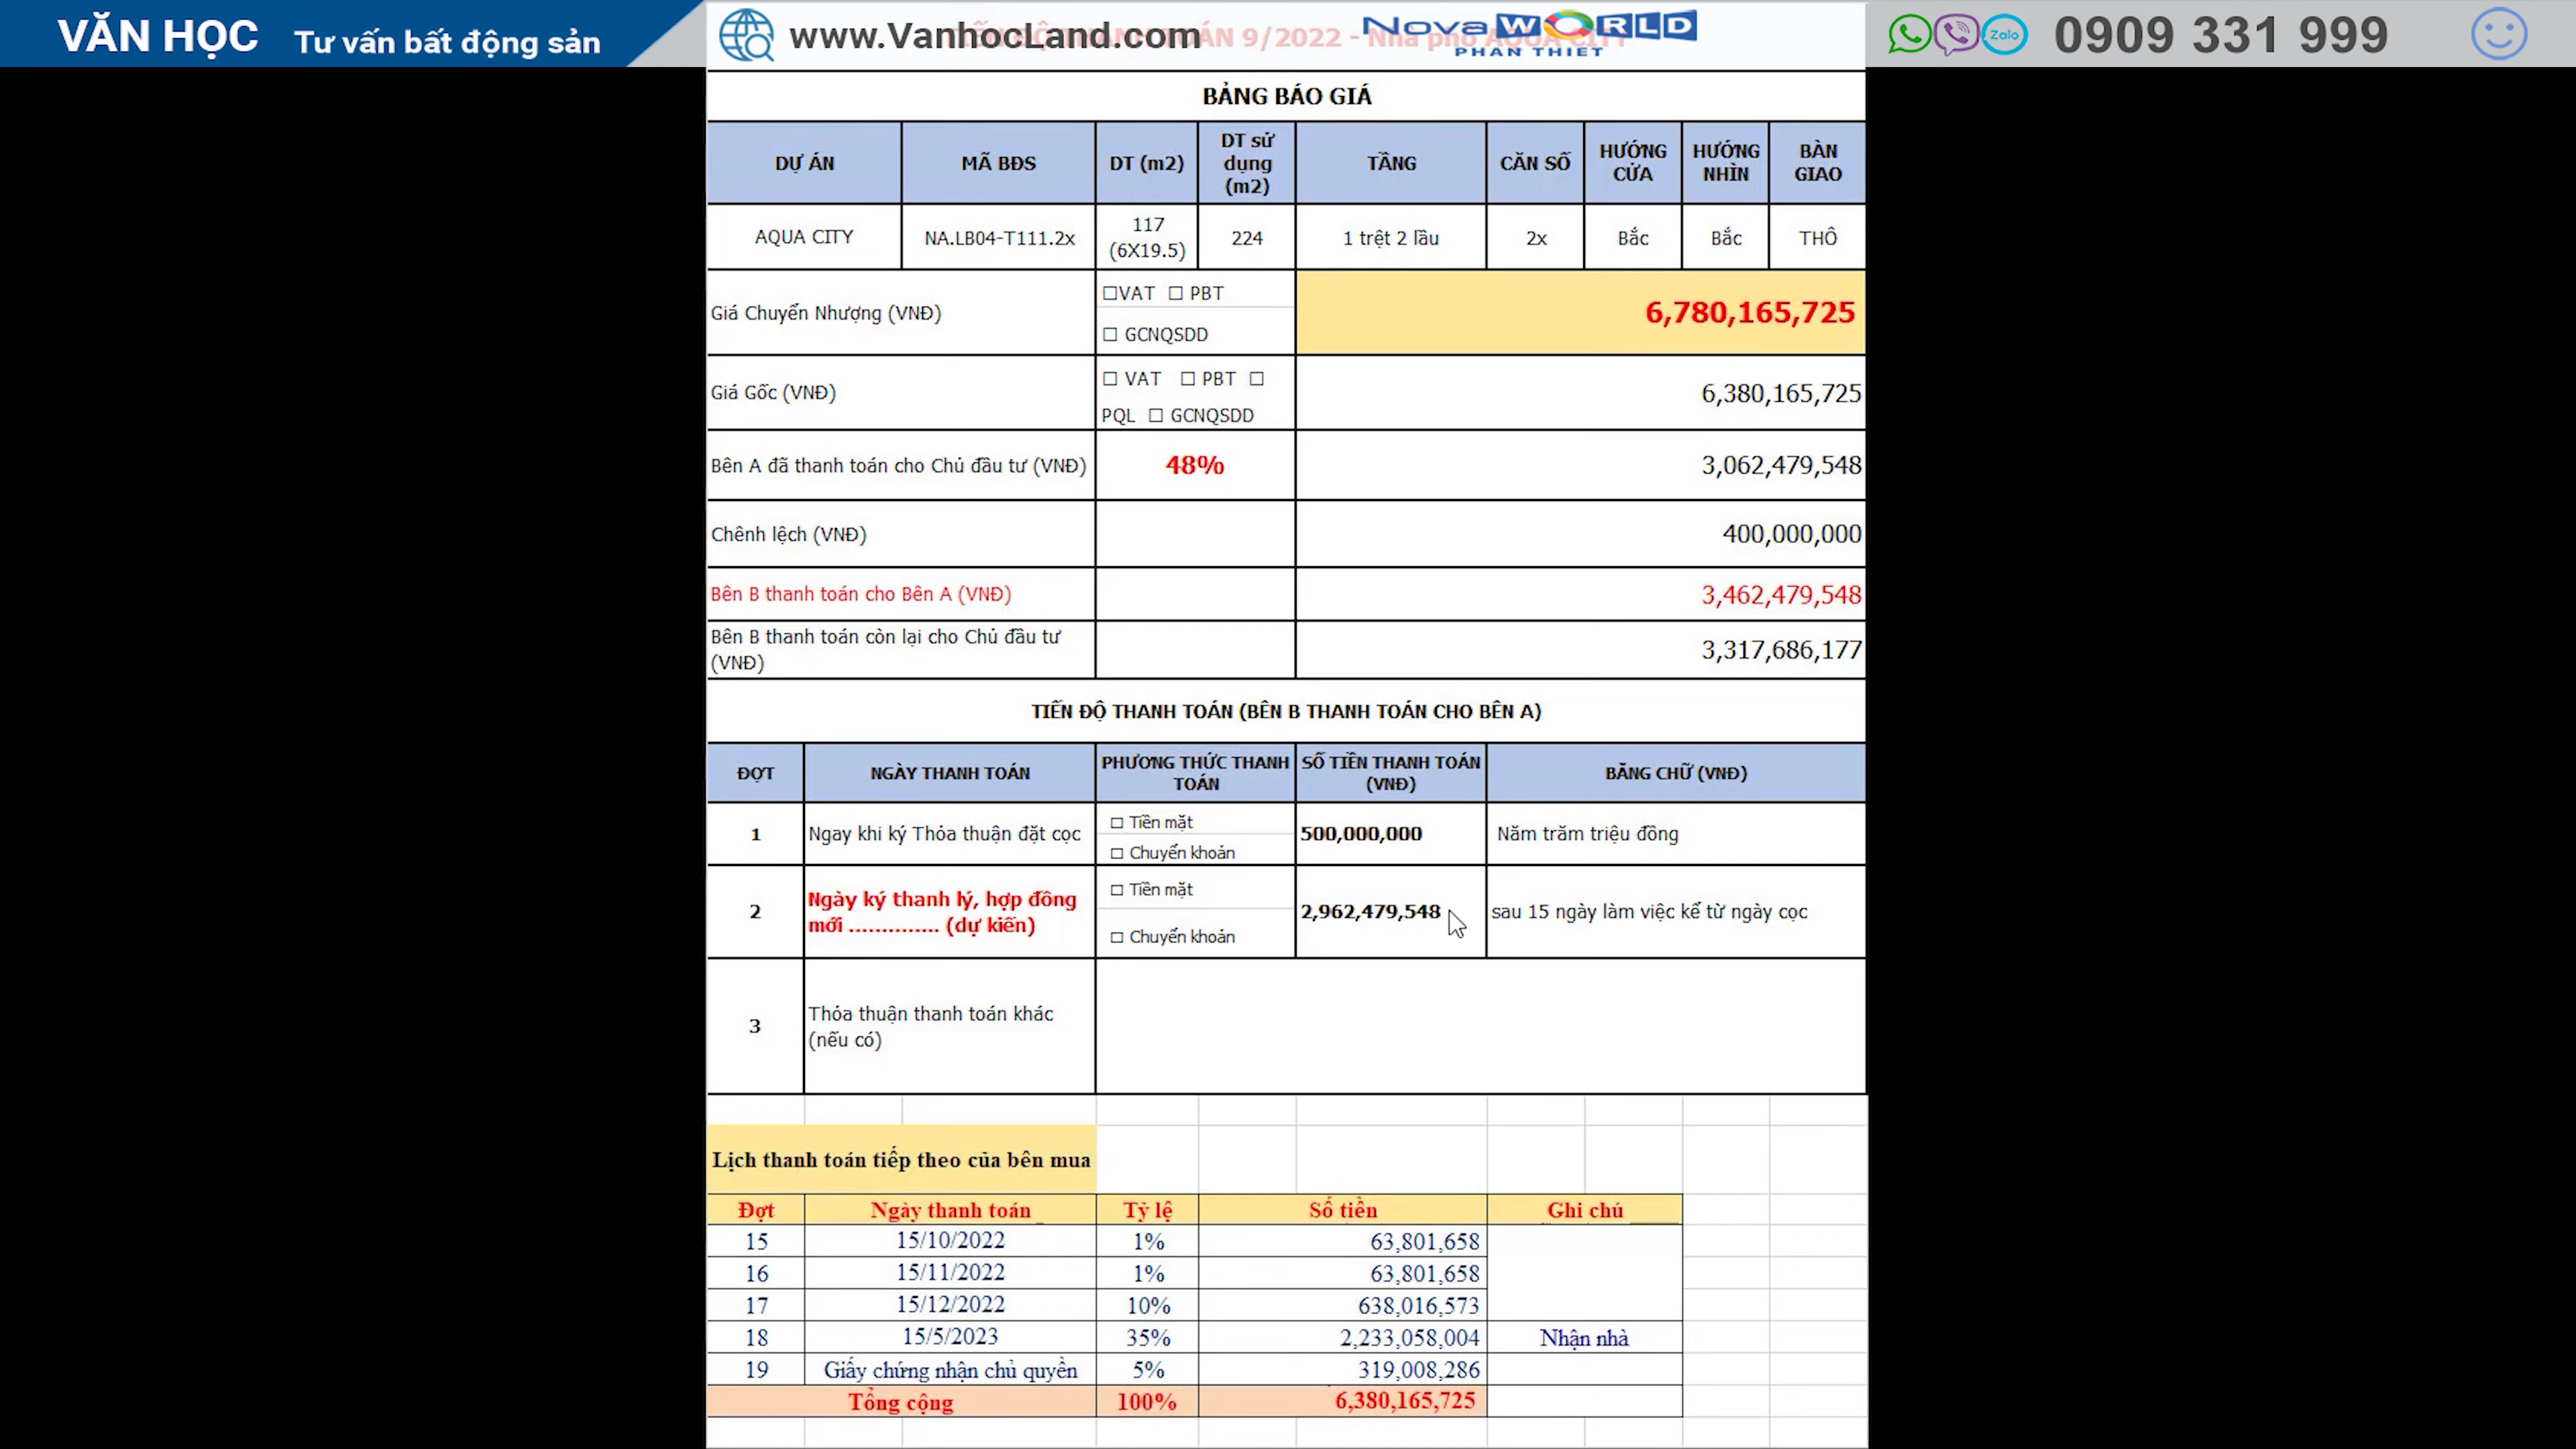 VĂN HỌC Tư vấn bất động sản
www.VanhocLand.com
ÁN 9/2022 - Nhà phố AQUA CITY
NovaWORLD
PHAN THIET
Zalo
0909 331 999
BẢNG BÁO GIÁ
DỰ ÁN MÃ BĐS DT (m2) DT sử dụng (m2) TẦNG CĂN SỐ HƯỚNG CỬA HƯỚNG NHÌN BÀN GIAO
AQUA CITY NA.LB04-T111.2x 117 (6X19.5) 224 1 trệt 2 lầu 2x Bắc Bắc THÔ
Giá Chuyển Nhượng (VNĐ) ☐VAT ☐ PBT ☐ GCNQSDD 6,780,165,725
Giá Gốc (VNĐ) ☐ VAT ☐ PBT ☐ PQL ☐ GCNQSDD 6,380,165,725
Bên A đã thanh toán cho Chủ đầu tư (VNĐ) 48% 3,062,479,548
Chênh lệch (VNĐ) 400,000,000
Bên B thanh toán cho Bên A (VNĐ) 3,462,479,548
Bên B thanh toán còn lại cho Chủ đầu tư (VNĐ) 3,317,686,177
TIẾN ĐỘ THANH TOÁN (BÊN B THANH TOÁN CHO BÊN A)
ĐỢT NGÀY THANH TOÁN PHƯƠNG THỨC THANH TOÁN SỐ TIỀN THANH TOÁN (VNĐ) BẰNG CHỮ (VNĐ)
1 Ngay khi ký Thỏa thuận đặt cọc ☐ Tiền mặt ☐ Chuyển khoản 500,000,000 Năm trăm triệu đồng
2 Ngày ký thanh lý, hợp đồng mới .............. (dự kiến) ☐ Tiền mặt ☐ Chuyển khoản 2,962,479,548 sau 15 ngày làm việc kể từ ngày cọc
3 Thỏa thuận thanh toán khác (nếu có)
Lịch thanh toán tiếp theo của bên mua
Đợt Ngày thanh toán Tỷ lệ Số tiền Ghi chú
15 15/10/2022 1% 63,801,658
16 15/11/2022 1% 63,801,658
17 15/12/2022 10% 638,016,573
18 15/5/2023 35% 2,233,058,004 Nhận nhà
19 Giấy chứng nhận chủ quyền 5% 319,008,286
Tổng cộng 100% 6,380,165,725